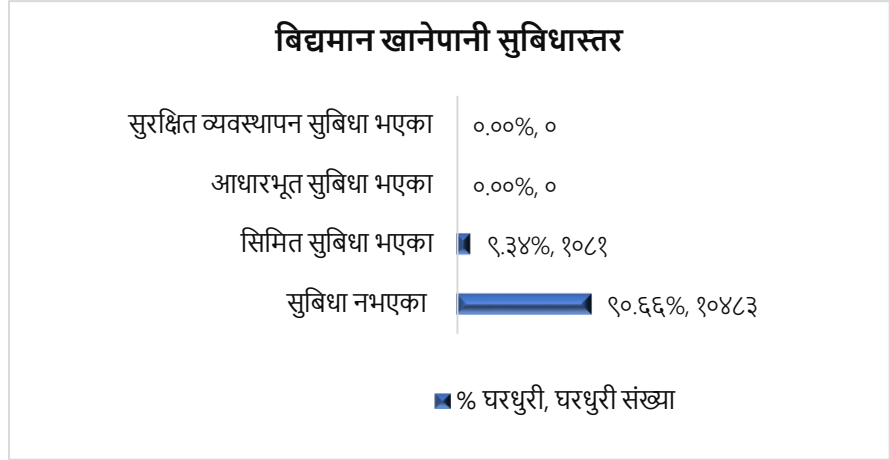 बिद्यमान खानेपानी सुबिधास्तर
सुरक्षित व्यवस्थापन सुबिधा भएका ०.००%, ०
आधारभूत सुबिधा भएका ०.००%, ०
सिमित सुबिधा भएका ९.३४%, १०८१
सुबिधा नभएका ९०.६६%, १०४८३
% घरधुरी, घरधुरी संख्या